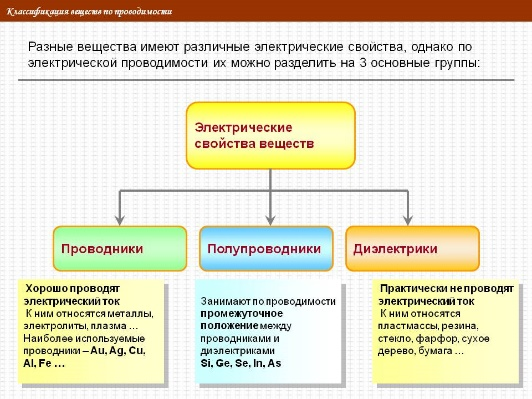 Классификация веществ по проводимости
Разные вещества имеют различные электрические свойства, однако по
электрической проводимости их можно разделить на 3 основные группы:
Электрические
свойства веществ
Проводники
Полупроводники
Диэлектрики
Хорошо проводят
электрический ток
К ним относятся металлы,
электролиты, плазма …
Наиболее используемые
проводники – Au, Ag, Cu,
Al, Fe …
Занимают по проводимости
промежуточное
положение между
проводниками и
диэлектриками
Si, Ge, Se, In, As
Практически не проводят
электрический ток
К ним относятся
пластмассы, резина,
стекло, фарфор, сухое
дерево, бумага …